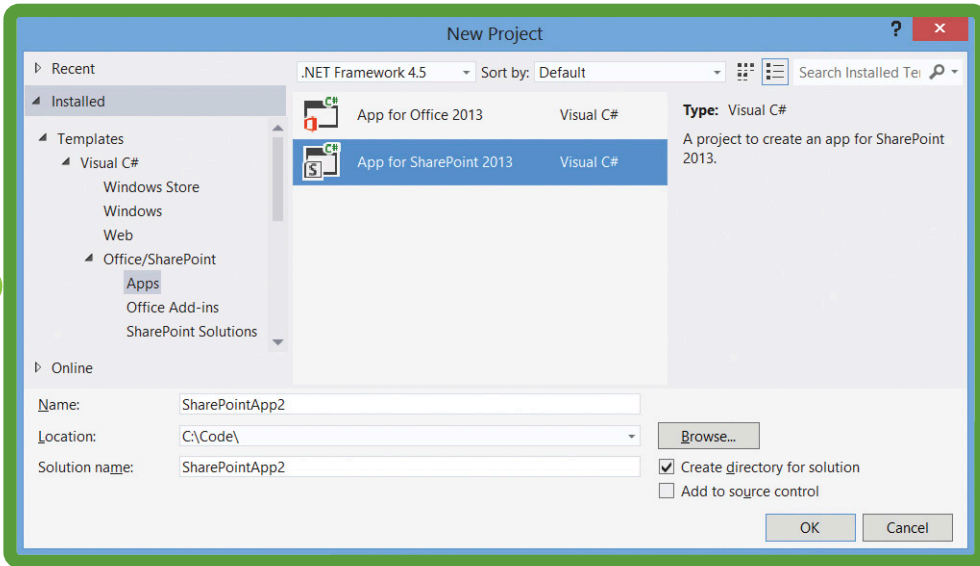 New Project
?
Recent
.NET Framework 4.5
Sort by: Default
Search Installed Te
Installed
Templates
Visual C#
Windows Store
Windows
Web
Office/SharePoint
Apps
Office Add-ins
SharePoint Solutions
Online
C#
App for Office 2013 Visual C#
C#
S
App for SharePoint 2013 Visual C#
Type: Visual C#
A project to create an app for SharePoint
2013.
Name: SharePointApp2
Location: C:\Code\
Browse...
Solution name: SharePointApp2
Create directory for solution
Add to source control
OK
Cancel